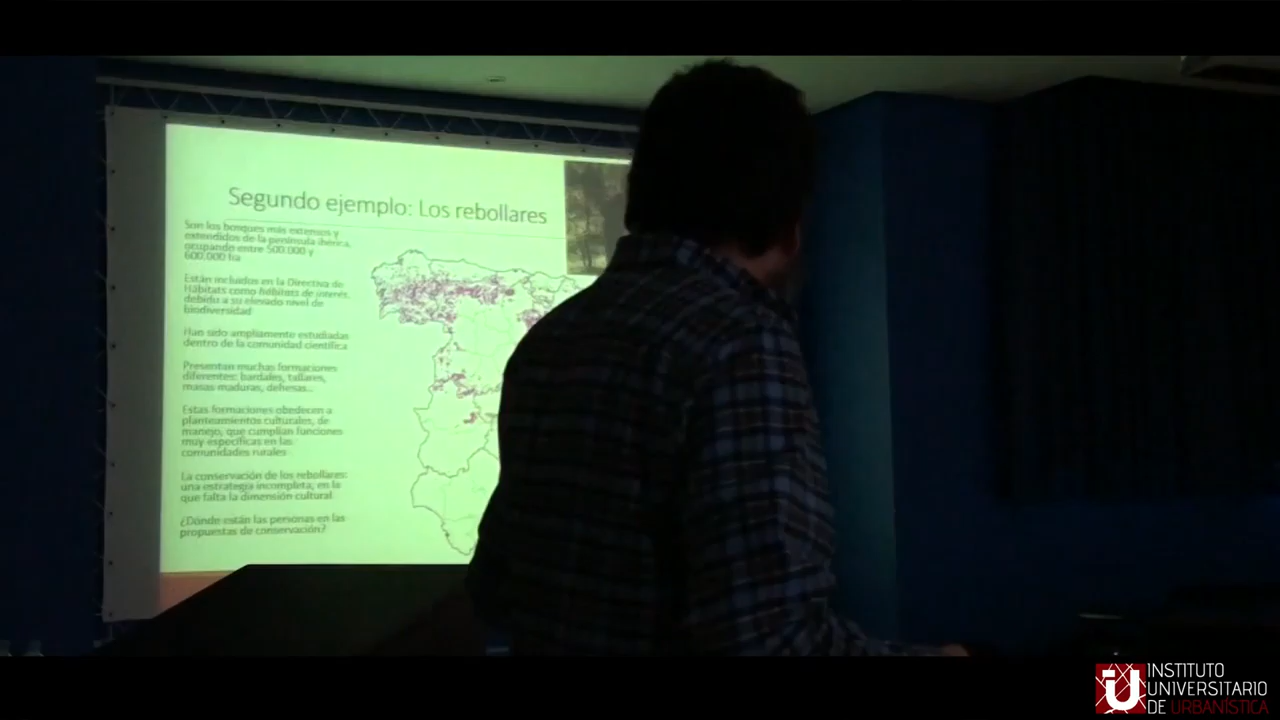 Segundo ejemplo: Los rebollares
Son los bosques más extensos y
extendidos de la península ibérica,
ocupando entre 500.000 y
600.000 ha
Están incluidos en la Directiva de
Hábitats como hábitats de interés,
debido a su elevado nivel de
biodiversidad
Han sido ampliamente estudiadas
dentro de la comunidad científica
Presentan muchas formaciones
diferentes: bardales, tallares,
masas maduras, dehesas...
Estas formaciones obedecen a
planteamientos culturales, de
manejo, que cumplían funciones
muy específicas en las
comunidades rurales
La conservación de los rebollares:
una estrategia incompleta, en la
que falta la dimensión cultural
¿Dónde están las personas en las
propuestas de conservación?
INSTITUTO
UNIVERSITARIO
DE URBANÍSTICA